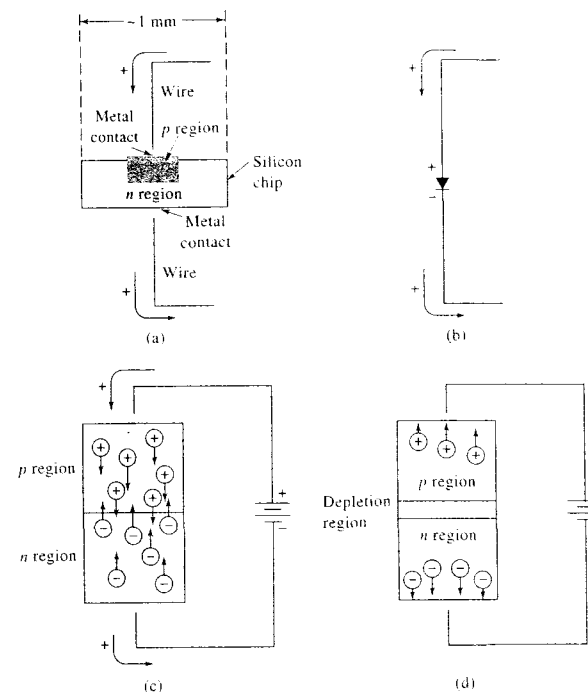 ~1 mm
+
Wire
Metal
contact
p region
Silicon
chip
n region
Metal
contact
Wire
+
(a)
+
+
−
+
(b)
+
p region
n region
+
−
+ + + + + + +
− − − − − − −
+
(c)
+ + +
p region
Depletion
region
n region
− − − −
(d)